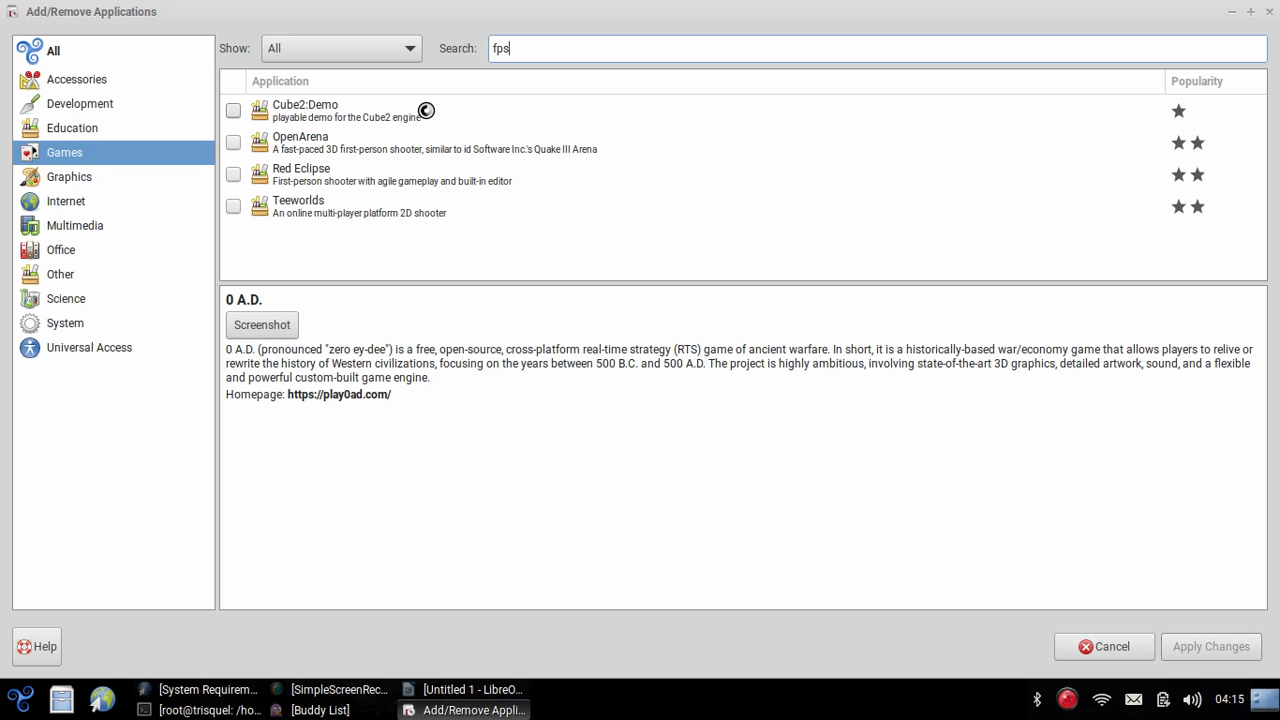 Add/Remove Applications
All
Accessories
Development
Education
Games
Graphics
Internet
Multimedia
Office
Other
Science
System
Universal Access
Show: All Search: fps
Application Popularity
Cube2:Demo
playable demo for the Cube2 engine
OpenArena
A fast-paced 3D first-person shooter, similar to id Software Inc.'s Quake III Arena
Red Eclipse
First-person shooter with agile gameplay and built-in editor
Teeworlds
An online multi-player platform 2D shooter
0 A.D.
Screenshot
0 A.D. (pronounced "zero ey-dee") is a free, open-source, cross-platform real-time strategy (RTS) game of ancient warfare. In short, it is a historically-based war/economy game that allows players to relive or
rewrite the history of Western civilizations, focusing on the years between 500 B.C. and 500 A.D. The project is highly ambitious, involving state-of-the-art 3D graphics, detailed artwork, sound, and a flexible
and powerful custom-built game engine.
Homepage: https://play0ad.com/
Help Cancel Apply Changes
[System Requirem... [SimpleScreenRec... [Untitled 1 - LibreO...
[root@trisquel: /ho... [Buddy List] Add/Remove Appli...
04:15